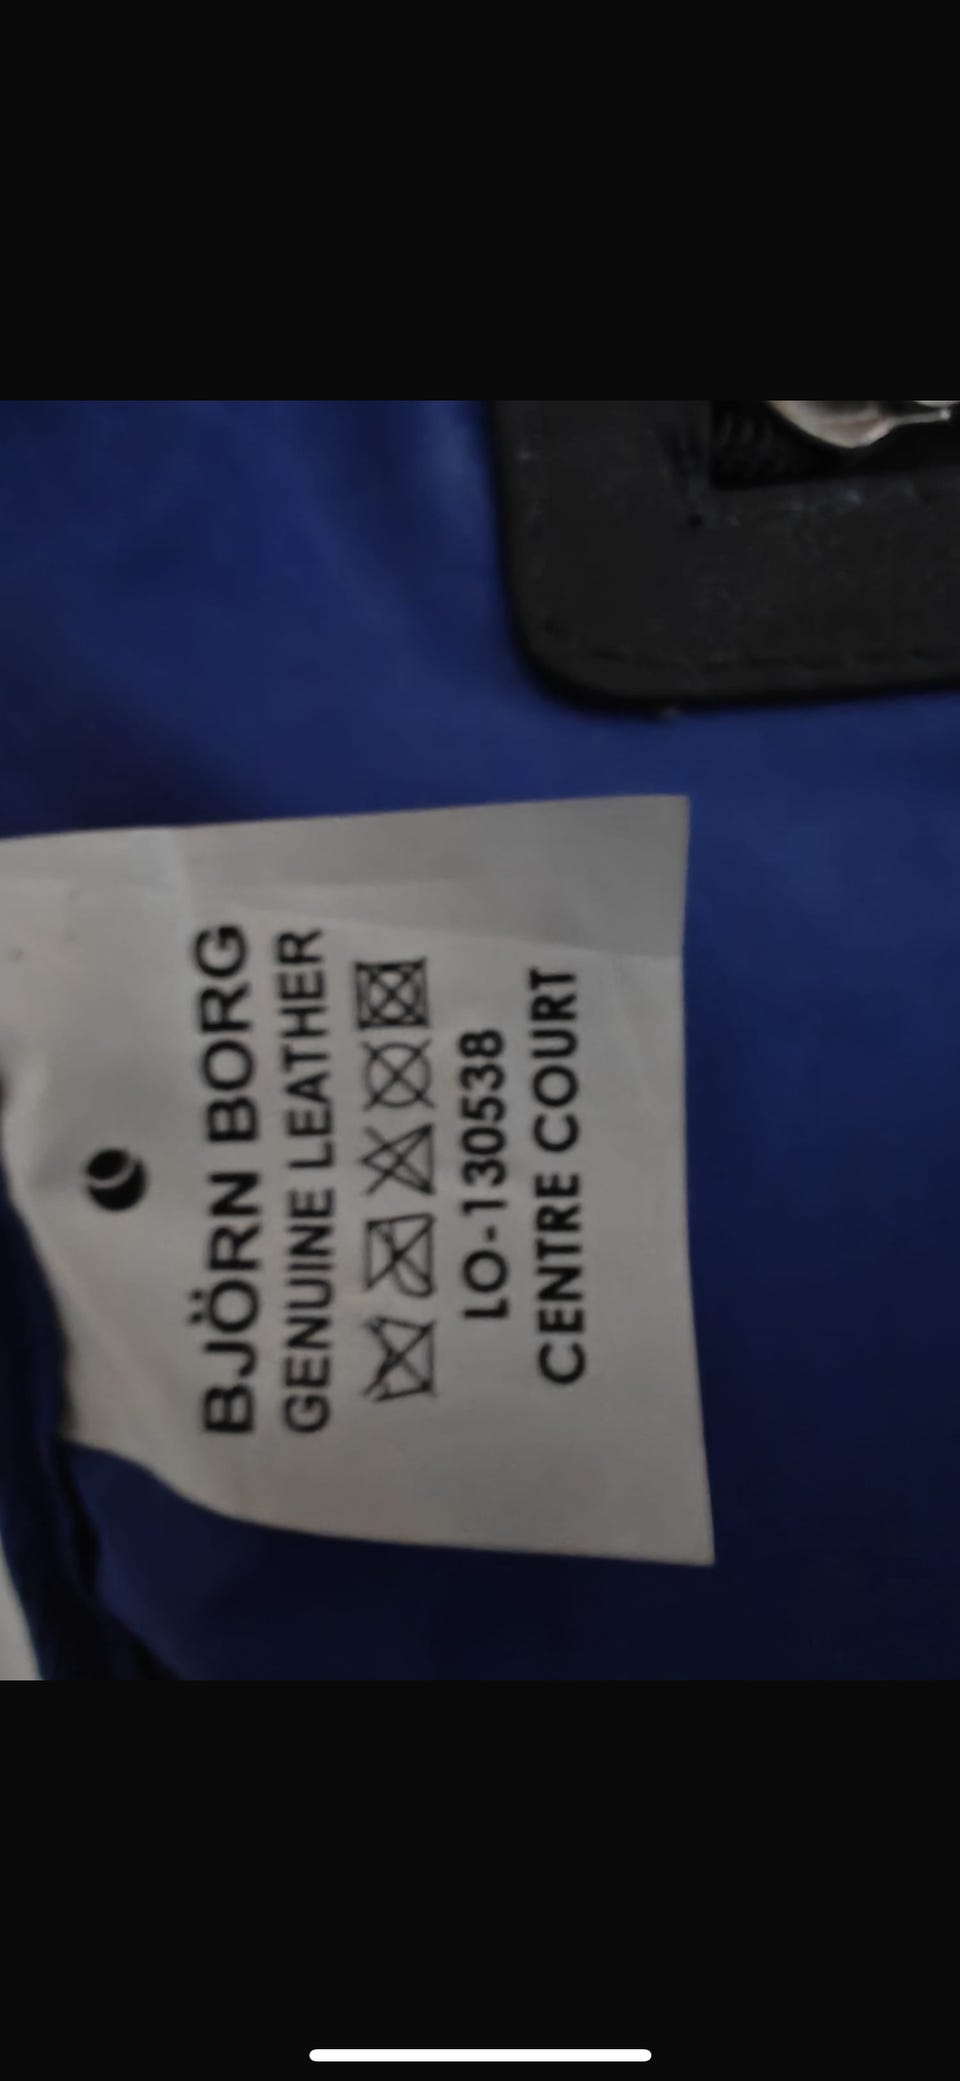 BJÖRN BORG
GENUINE LEATHER
LO-130538
CENTRE COURT